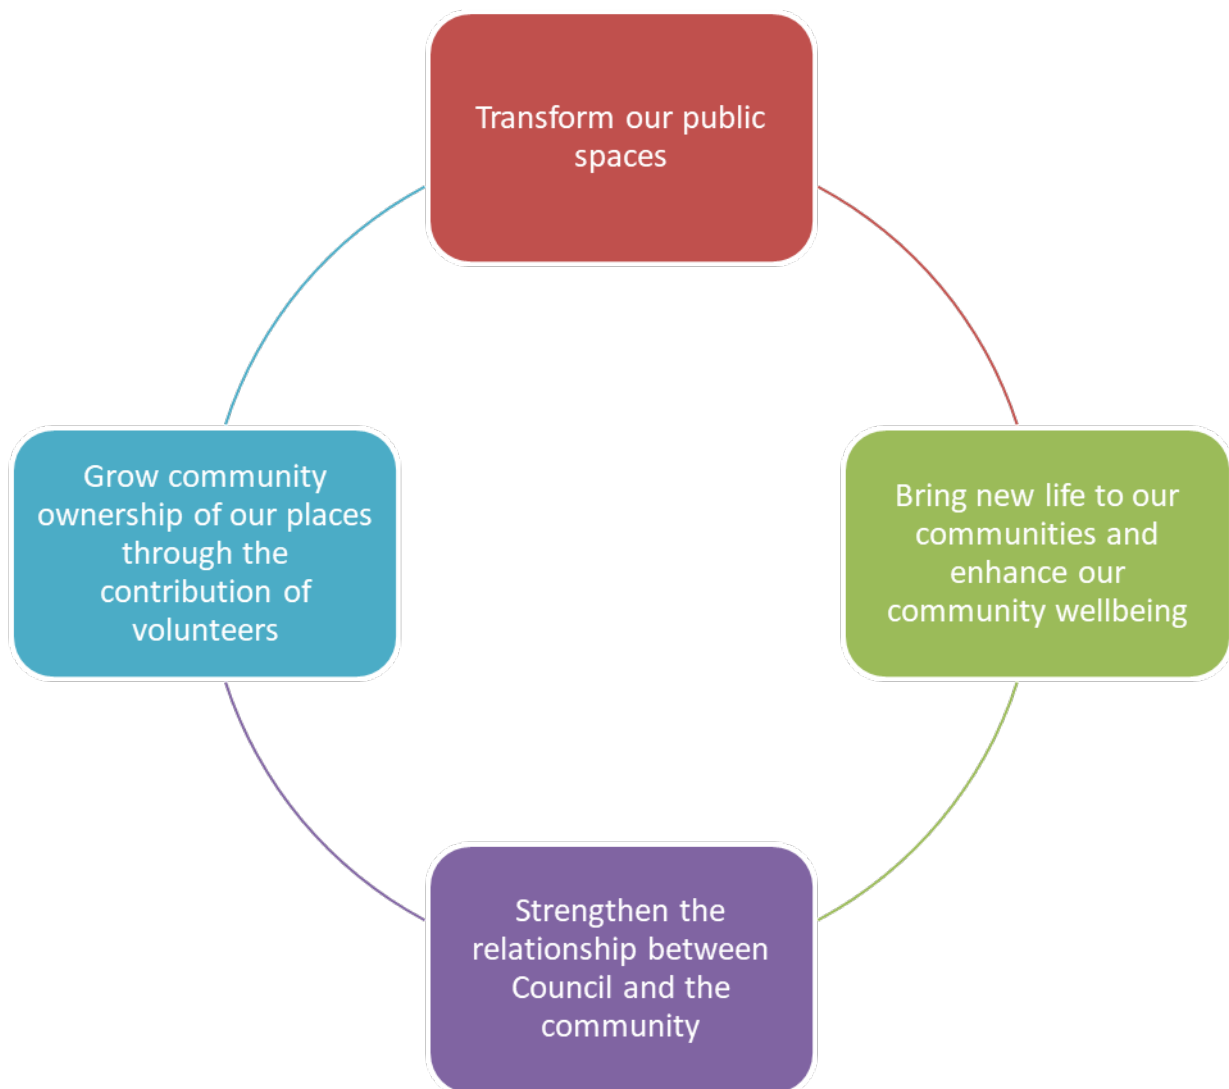 Transform our public
spaces
Bring new life to our
communities and
enhance our
community wellbeing
Strengthen the
relationship between
Council and the
community
Grow community
ownership of our places
through the
contribution of
volunteers